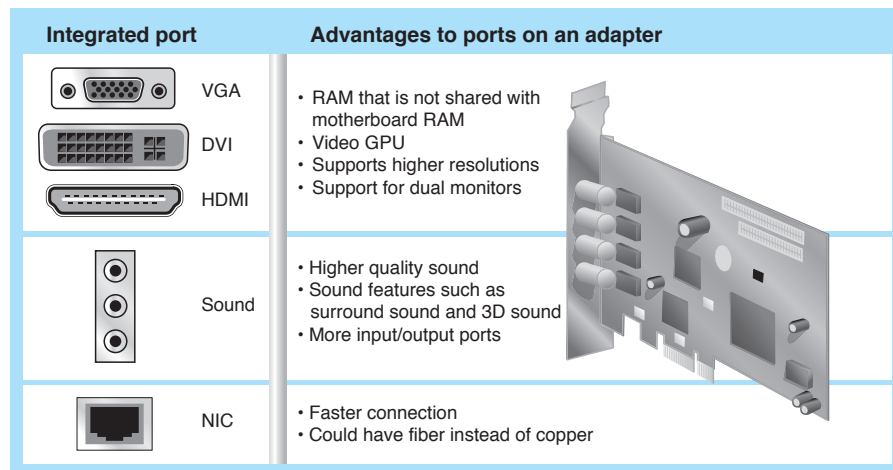 Integrated port
Advantages to ports on an adapter
VGA
DVI
HDMI
• RAM that is not shared with
motherboard RAM
• Video GPU
• Supports higher resolutions
• Support for dual monitors
Sound
• Higher quality sound
• Sound features such as
surround sound and 3D sound
• More input/output ports
NIC
• Faster connection
• Could have fiber instead of copper